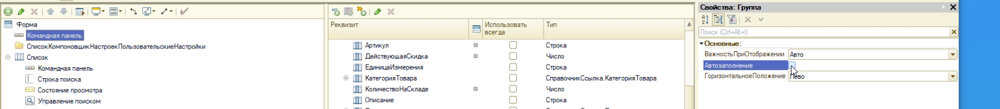 Форма
Командная панель
СписокКомпоновщикНастроекПользовательскиеНастройки
Список
Командная панель
Строка поиска
Состояние просмотра
Управление поиском
Реквизит
Использовать всегда
Тип
Артикул Строка
ДействующаяСкидка Число
ЕдиницаИзмерения Строка
КатегорияТовара СправочникСсылка.КатегорияТовара
КоличествоНаСкладе Число
Описание Строка
Свойства: Группа
Поиск (Ctrl+Alt+I)
Основные:
ВажностьПриОтображении Авто
Автозаполнение
ГоризонтальноеПоложение Лево